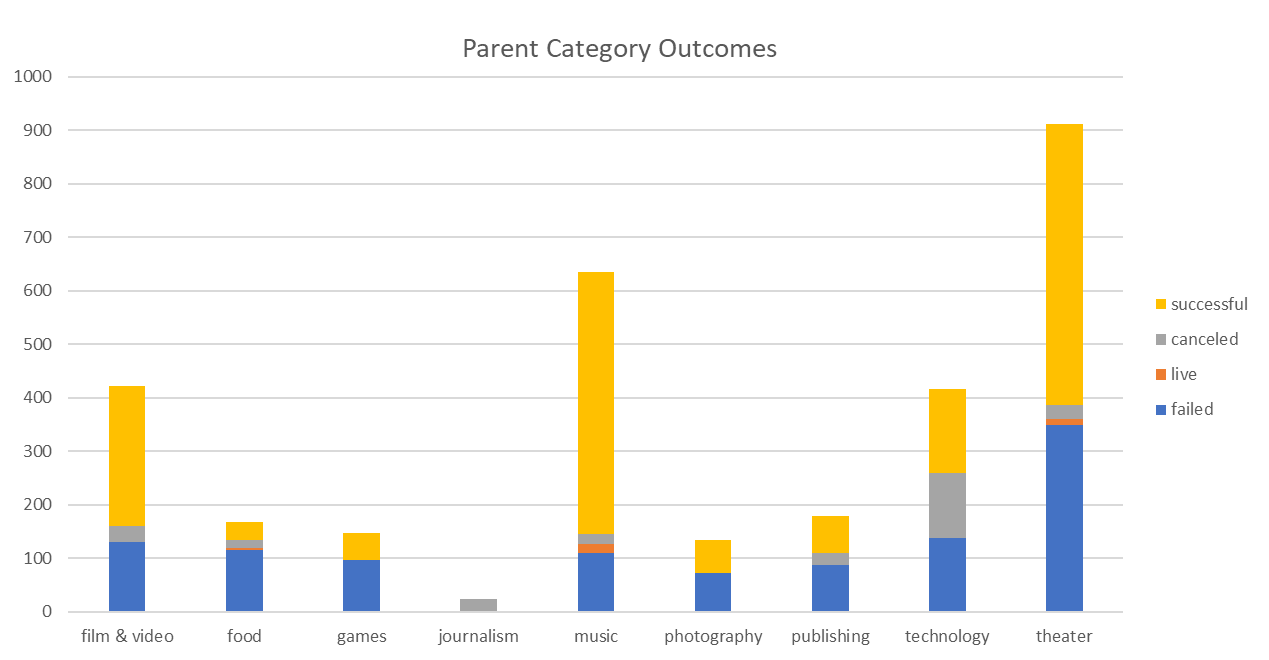 Parent Category Outcomes
1000
900
800
700
600
500
400
300
200
100
0
film & video food games journalism music photography publishing technology theater
successful
canceled
live
failed